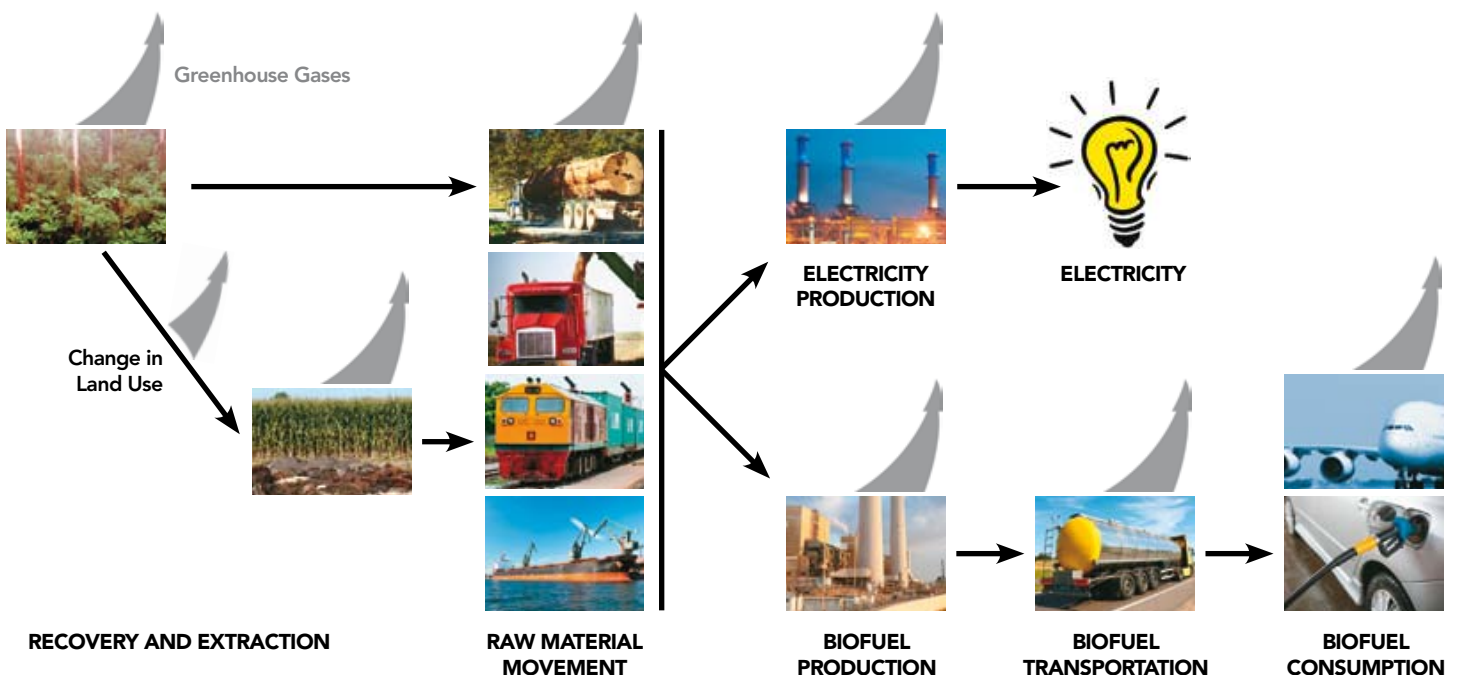 Greenhouse Gases
Change in
Land Use
ELECTRICITY
PRODUCTION
ELECTRICITY
RECOVERY AND EXTRACTION
RAW MATERIAL
MOVEMENT
BIOFUEL
PRODUCTION
BIOFUEL
TRANSPORTATION
BIOFUEL
CONSUMPTION